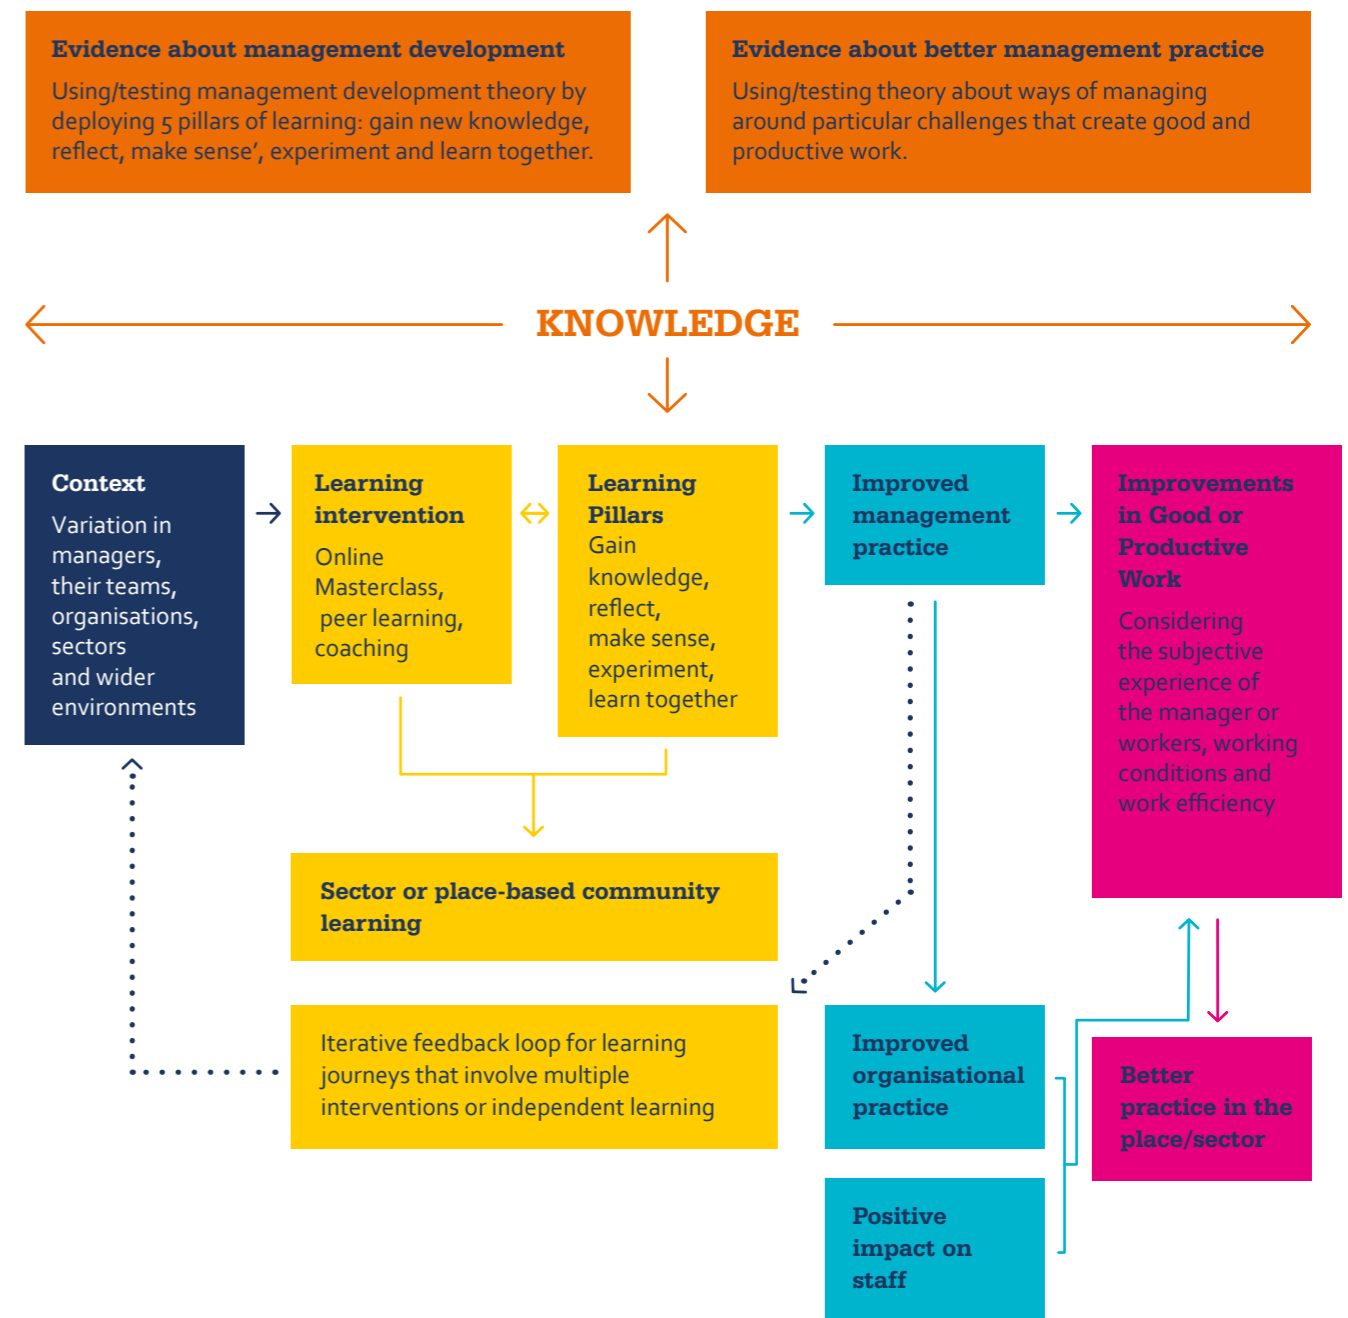 Evidence about management development
Using/testing management development theory by
deploying 5 pillars of learning: gain new knowledge,
reflect, make sense’, experiment and learn together.
Evidence about better management practice
Using/testing theory about ways of managing
around particular challenges that create good and
productive work.
KNOWLEDGE
Context
Variation in
managers,
their teams,
organisations,
sectors
and wider
environments
Learning
intervention
Online
Masterclass,
peer learning,
coaching
Learning
Pillars
Gain
knowledge,
reflect,
make sense,
experiment,
learn together
Improved
management
practice
Improvements
in Good or
Productive
Work
Considering
the subjective
experience of
the manager or
workers, working
conditions and
work efficiency
Sector or place-based community
learning
Iterative feedback loop for learning
journeys that involve multiple
interventions or independent learning
Improved
organisational
practice
Better
practice in the
place/sector
Positive
impact on
staff